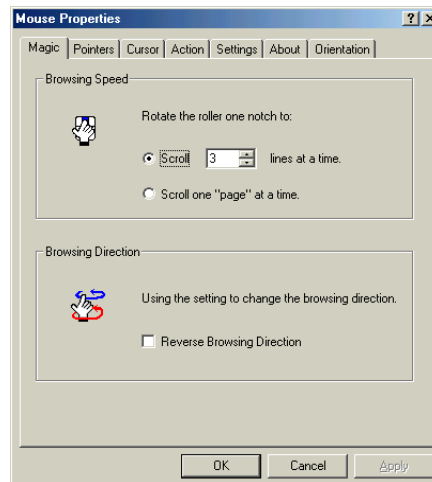 Mouse Properties
Magic Pointers Cursor Action Settings About Orientation
Browsing Speed
Rotate the roller one notch to:
Scroll 3 lines at a time.
Scroll one "page" at a time.
Browsing Direction
Using the setting to change the browsing direction.
Reverse Browsing Direction
OK Cancel Apply